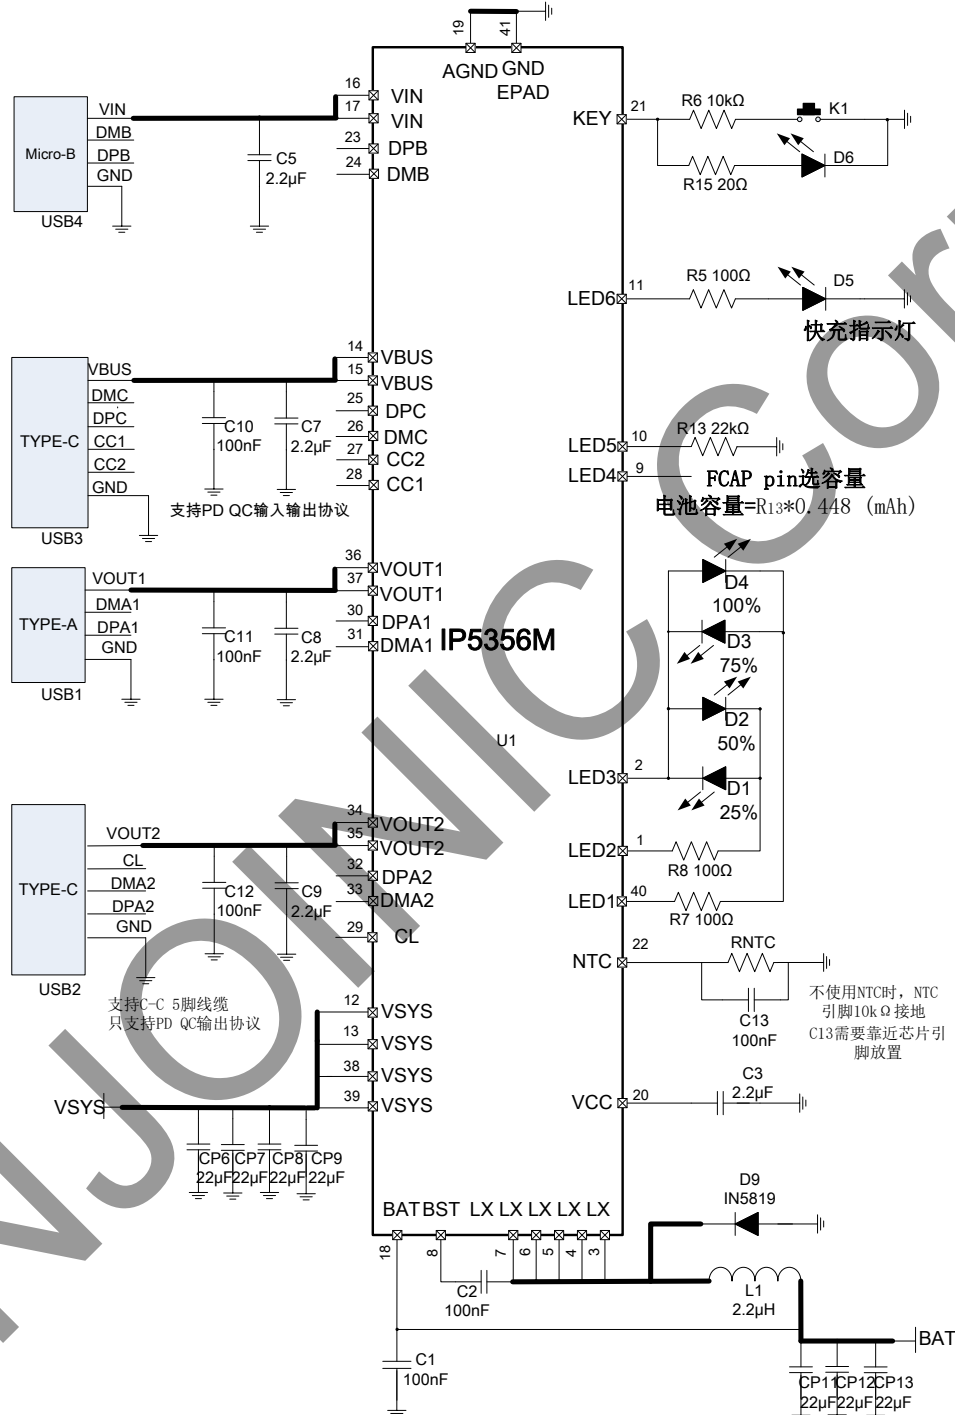 19
41
AGND GND
EPAD
16
VIN
17
VIN
23
DPB
24
DMB
VIN
DMB
DPB
GND
Micro-B
USB4
C5
2.2μF
KEY
21
R6 10kΩ
K1
D6
R15 20Ω
LED6
11
R5 100Ω
D5
快充指示灯
14
VBUS
15
VBUS
25
DPC
26
DMC
27
CC2
28
CC1
VBUS
DMC
DPC
CC1
CC2
GND
TYPE-C
USB3
C10
100nF
C7
2.2μF
支持PD QC输入输出协议
LED5
10
R13 22kΩ
LED4
9
FCAP pin选容量
电池容量=R13*0.448 (mAh)
36
VOUT1
37
VOUT1
30
DPA1
31
DMA1
VOUT1
DMA1
DPA1
GND
TYPE-A
USB1
C11
100nF
C8
2.2μF
IP5356M
U1
D4
100%
D3
75%
D2
50%
D1
25%
LED3
2
LED2
1
R8 100Ω
LED1
40
R7 100Ω
34
VOUT2
35
VOUT2
32
DPA2
33
DMA2
29
CL
VOUT2
CL
DMA2
DPA2
GND
TYPE-C
USB2
C12
100nF
C9
2.2μF
支持C-C 5脚线缆
只支持PD QC输出协议
NTC
22
RNTC
C13
100nF
不使用NTC时，NTC
引脚10kΩ接地
C13需要靠近芯片引
脚放置
12
VSYS
13
VSYS
38
VSYS
39
VSYS
VSYS
CP6 CP7 CP8 CP9
22μF 22μF 22μF 22μF
VCC
20
C3
2.2μF
BAT BST LX LX LX LX LX
18
8
7
6
5
4
3
D9
IN5819
C2
100nF
L1
2.2μH
BAT
C1
100nF
CP11 CP12 CP13
22μF 22μF 22μF
NJOINIC Cor